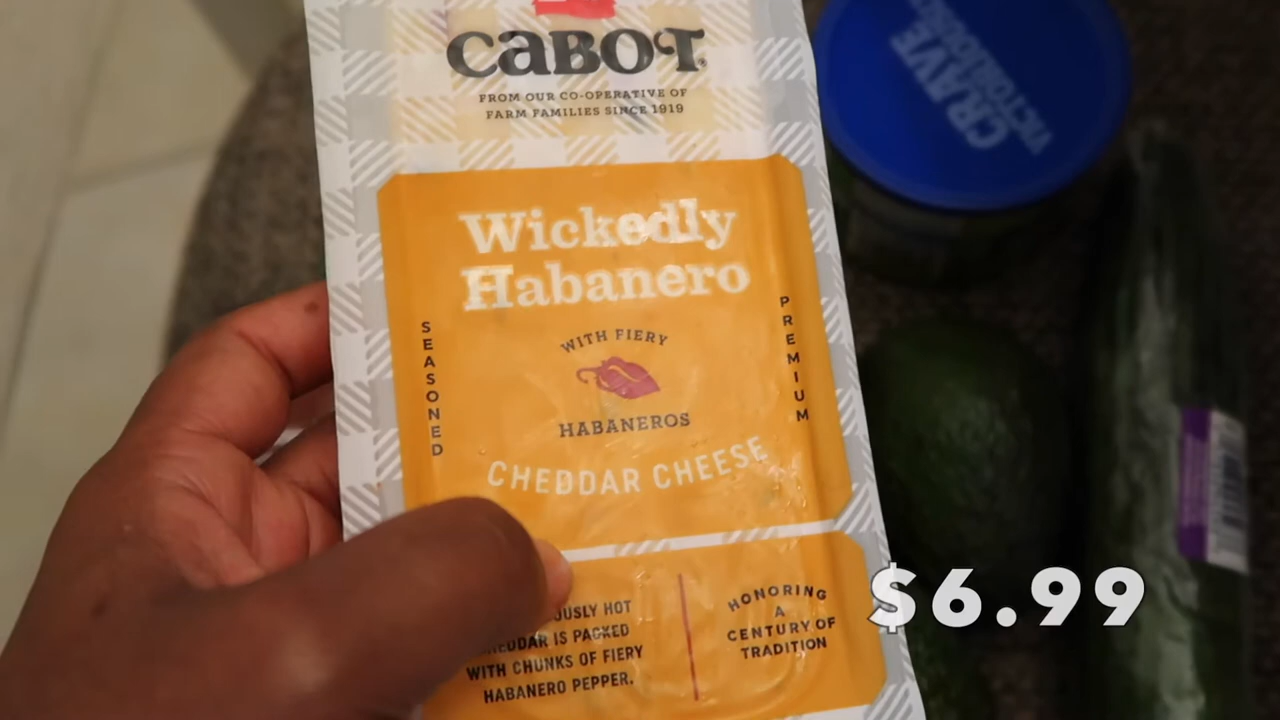 CABOT
FROM OUR CO-OPERATIVE OF
FARM FAMILIES SINCE 1919
Wickedly
Habanero
SEASONED
WITH FIERY
HABANEROS
PREMIUM
CHEDDAR CHEESE
HOT
CHEDDAR IS PACKED
WITH CHUNKS OF FIERY
HABANERO PEPPER.
HONORING
A
CENTURY OF
TRADITION
$6.99
CRAVE